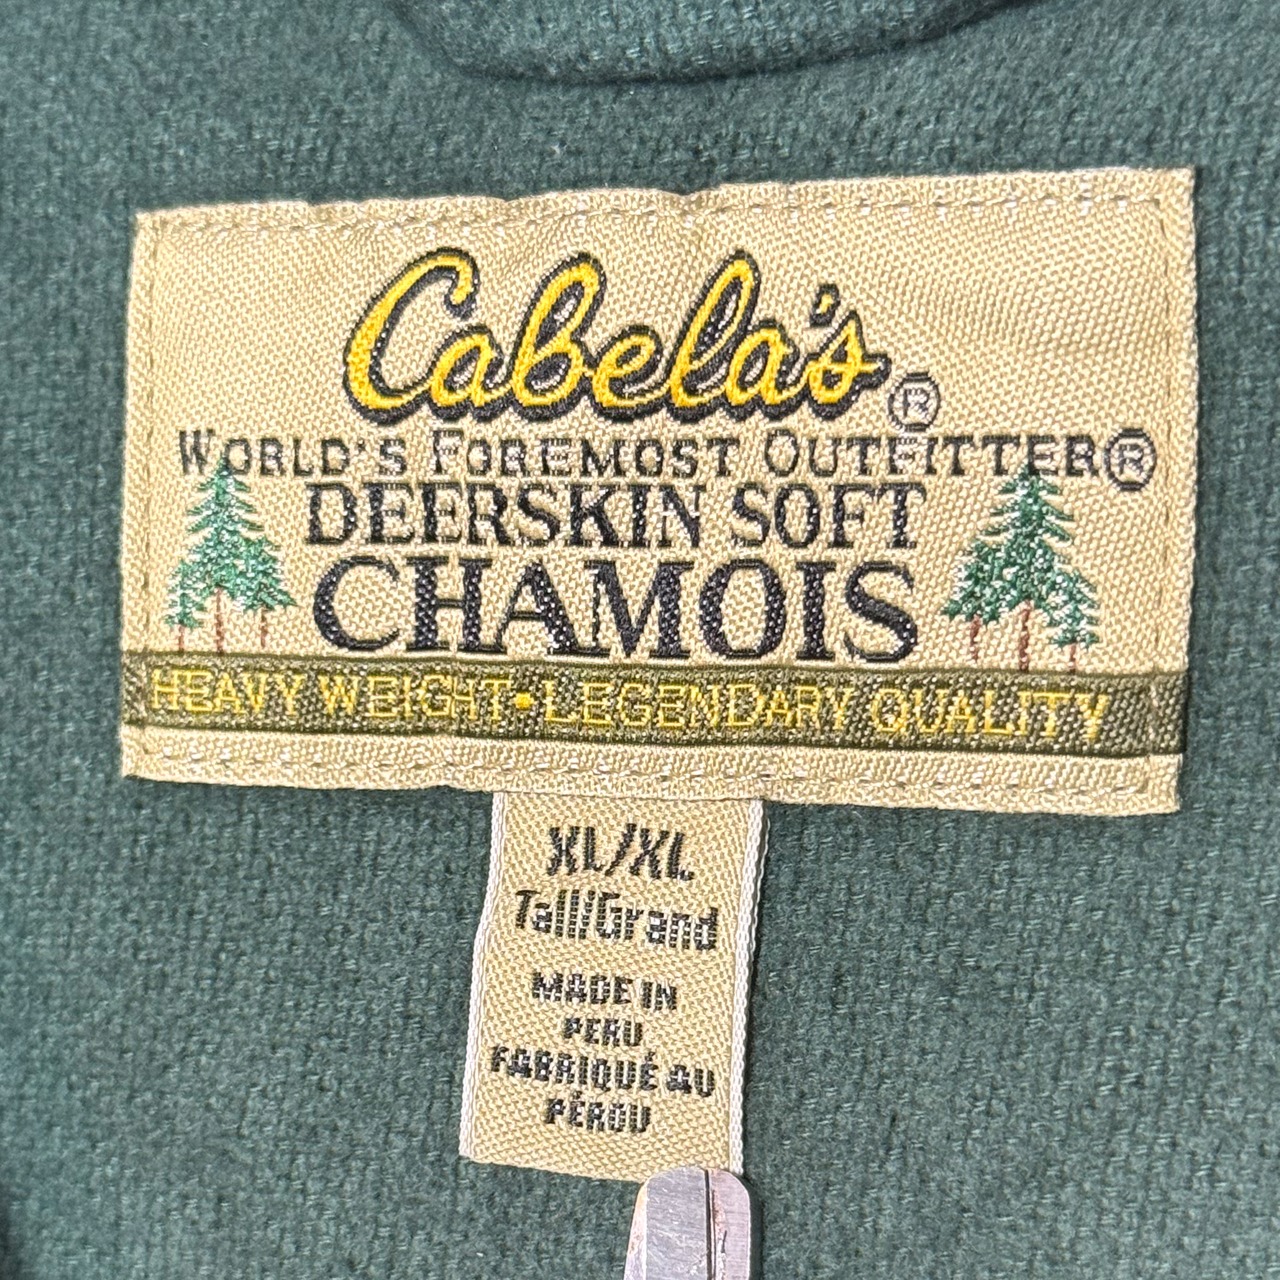 Cabela's®
WORLD'S FOREMOST OUTFITTER®
DEERSKIN SOFT
CHAMOIS
HEAVY WEIGHT • LEGENDARY QUALITY
XL/XL
Tall/Grand
MADE IN
PERU
FABRIQUÉ AU
PÉROU